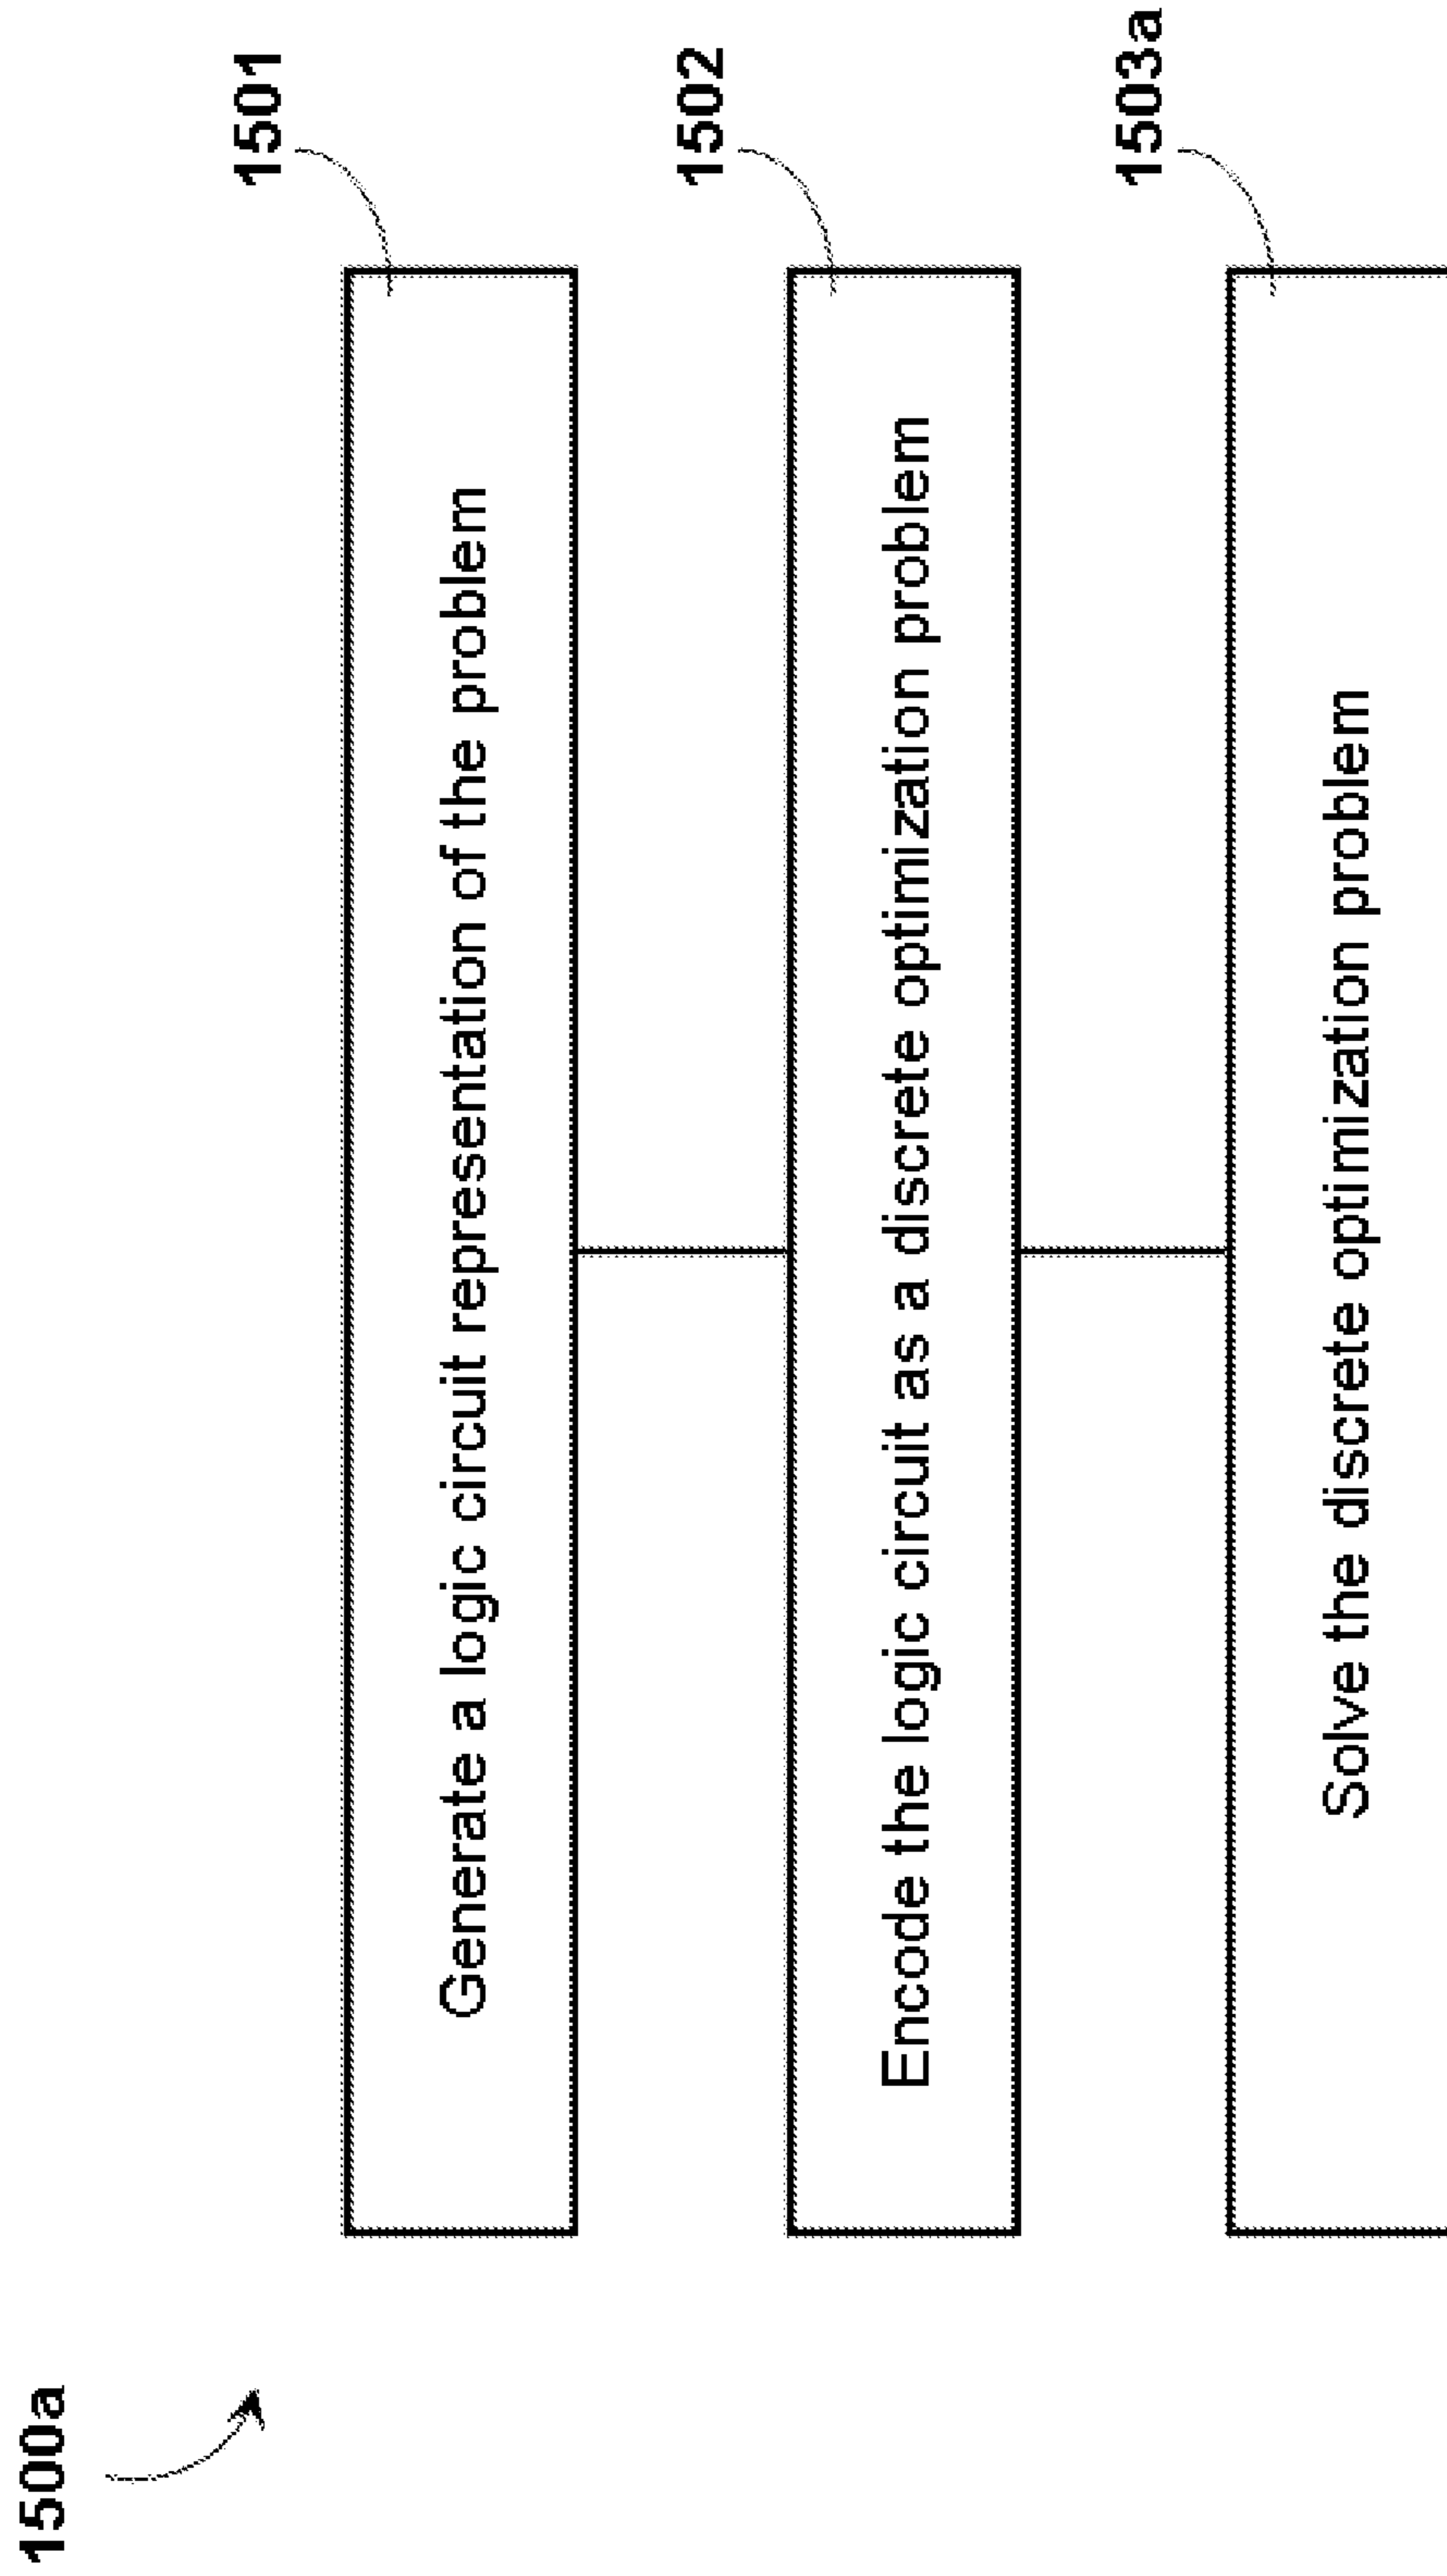 1500a
1501
Generate a logic circuit representation of the problem
1502
Encode the logic circuit as a discrete optimization problem
1503a
Solve the discrete optimization problem